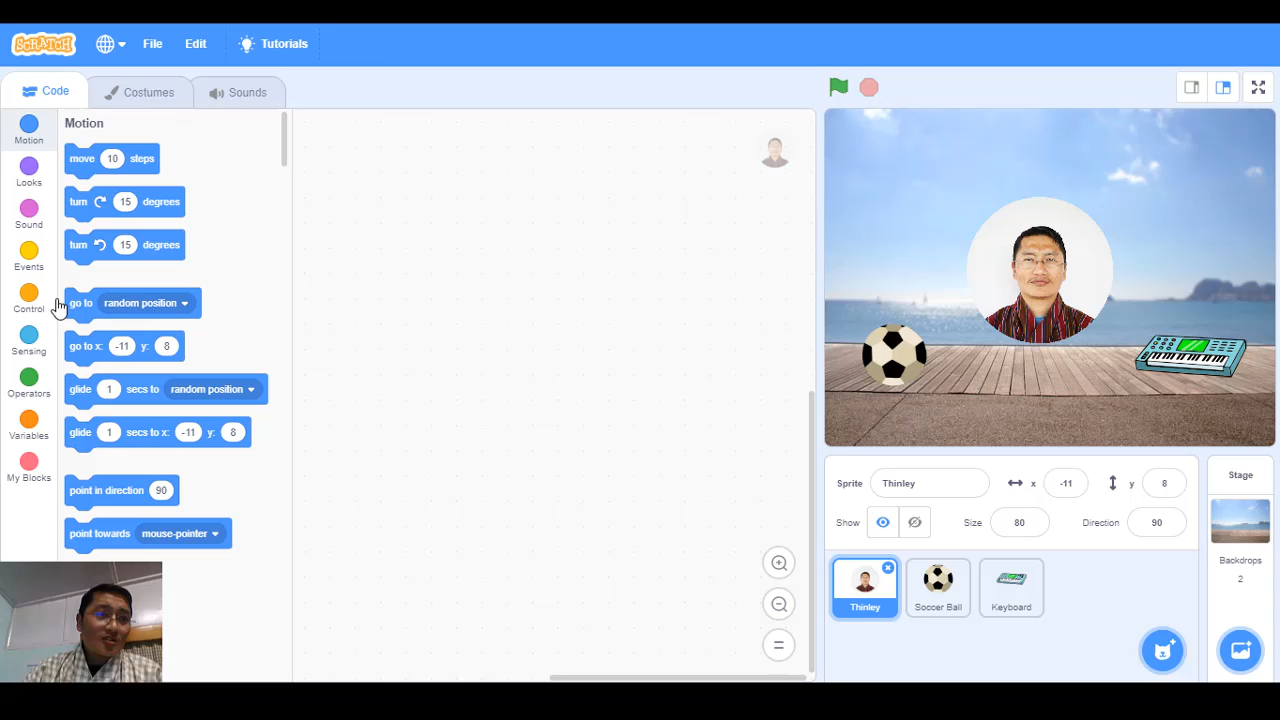 SCRATCH
File
Edit
Tutorials
Code
Costumes
Sounds
Motion
Looks
Sound
Events
Control
Sensing
Operators
Variables
My Blocks
Motion
move 10 steps
turn 15 degrees
turn 15 degrees
go to random position
go to x: -11 y: 8
glide 1 secs to random position
glide 1 secs to x: -11 y: 8
point in direction 90
point towards mouse-pointer
Sprite Thinley x -11 y 8
Show Size 80 Direction 90
Thinley
Soccer Ball
Keyboard
Stage
Backdrops
2